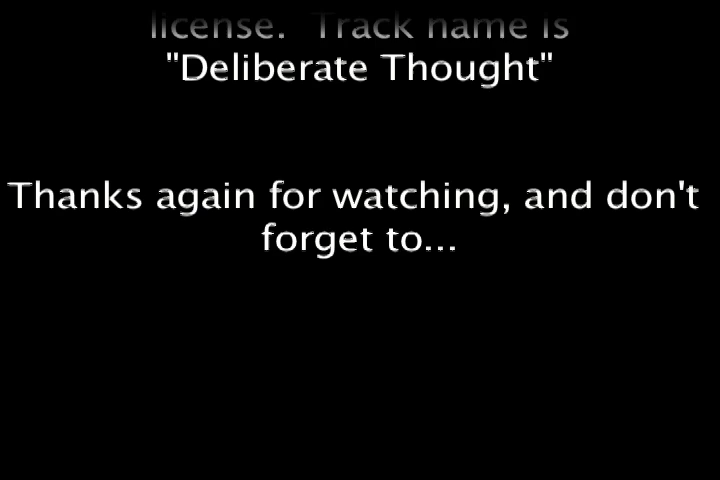 license.  Track name is
"Deliberate Thought"
Thanks again for watching, and don't
forget to...